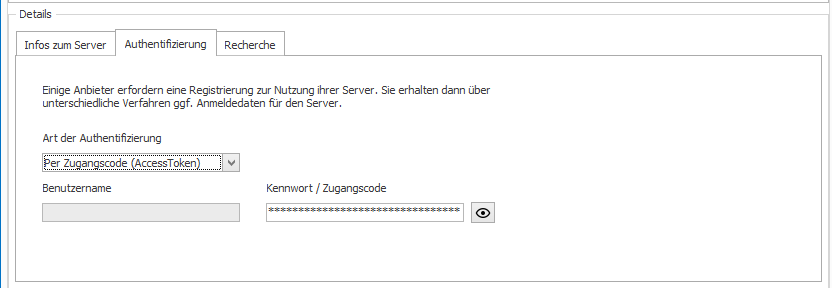 Details
Infos zum Server
Authentifizierung
Recherche
Einige Anbieter erfordern eine Registrierung zur Nutzung ihrer Server. Sie erhalten dann über
unterschiedliche Verfahren ggf. Anmeldedaten für den Server.
Art der Authentifizierung
Per Zugangscode (AccessToken)
Benutzername
Kennwort / Zugangscode
********************************